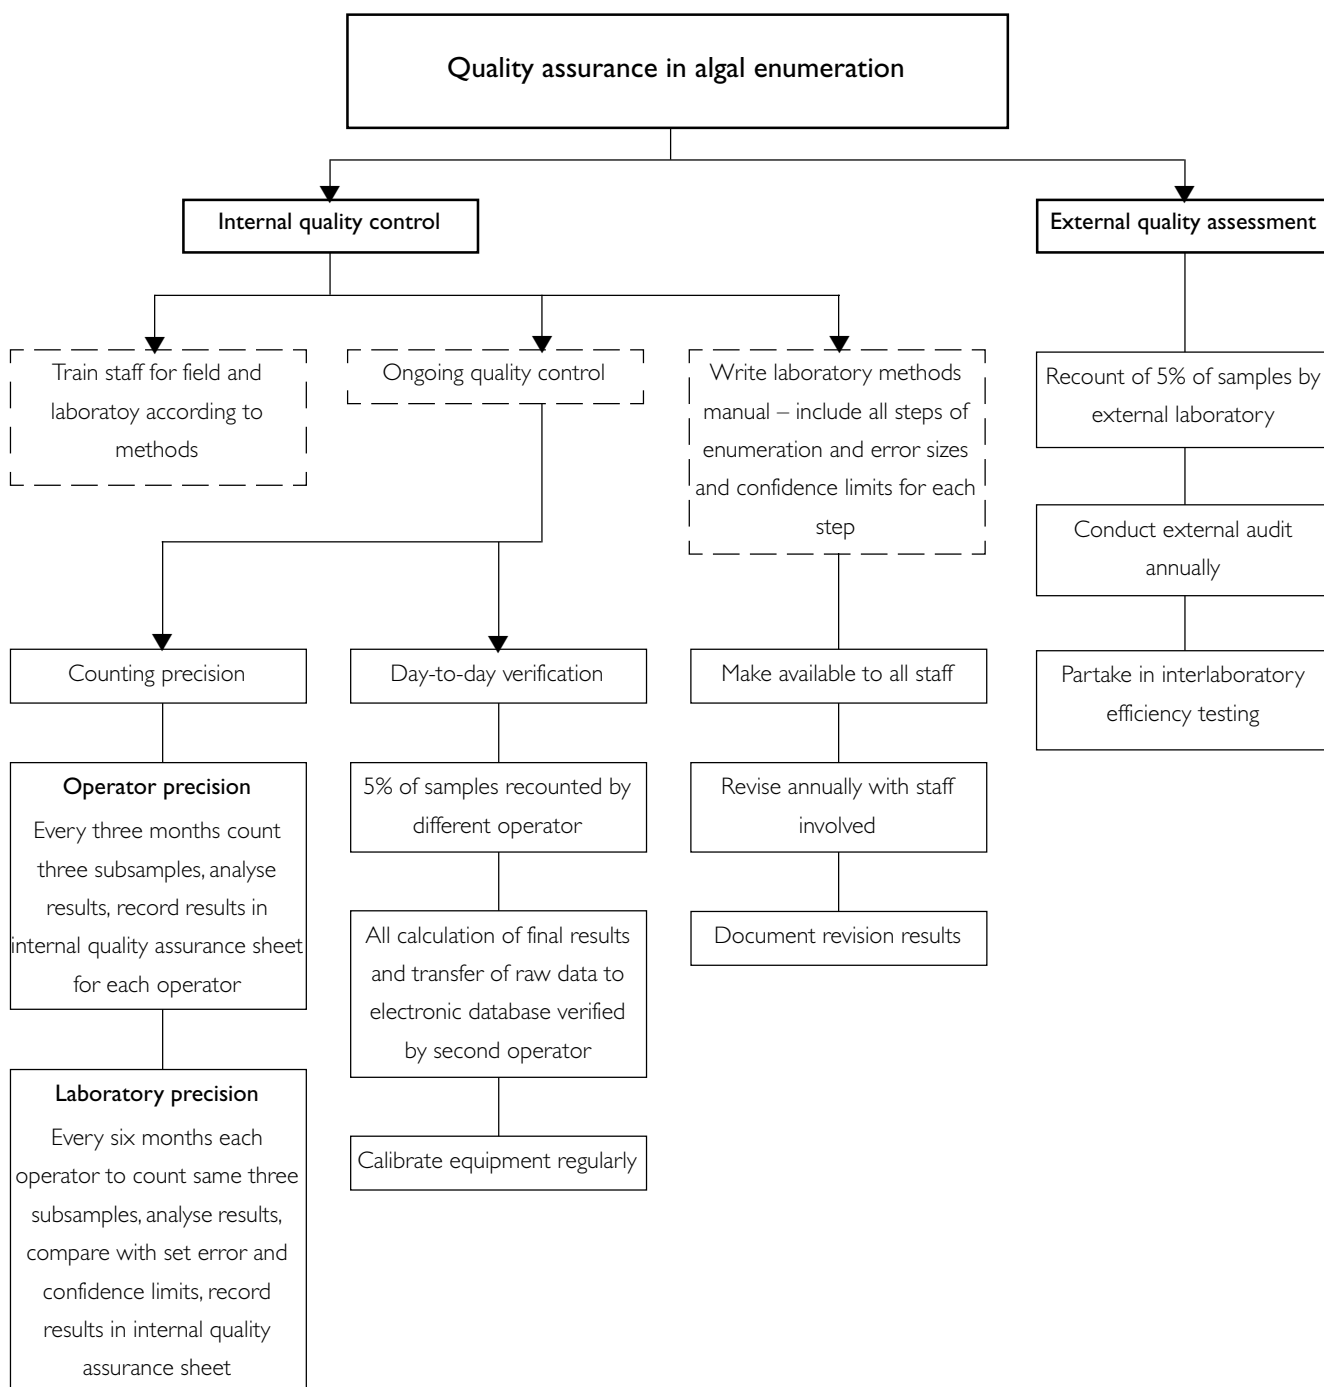 Quality assurance in algal enumeration
Internal quality control
External quality assessment
Train staff for field and
laboratoy according to
methods
Ongoing quality control
Write laboratory methods
manual – include all steps of
enumeration and error sizes
and confidence limits for each
step
Recount of 5% of samples by
external laboratory
Conduct external audit
annually
Partake in interlaboratory
efficiency testing
Counting precision
Day-to-day verification
Make available to all staff
Operator precision
Every three months count
three subsamples, analyse
results, record results in
internal quality assurance sheet
for each operator
5% of samples recounted by
different operator
Revise annually with staff
involved
All calculation of final results
and transfer of raw data to
electronic database verified
by second operator
Document revision results
Laboratory precision
Every six months each
operator to count same three
subsamples, analyse results,
compare with set error and
confidence limits, record
results in internal quality
assurance sheet
Calibrate equipment regularly